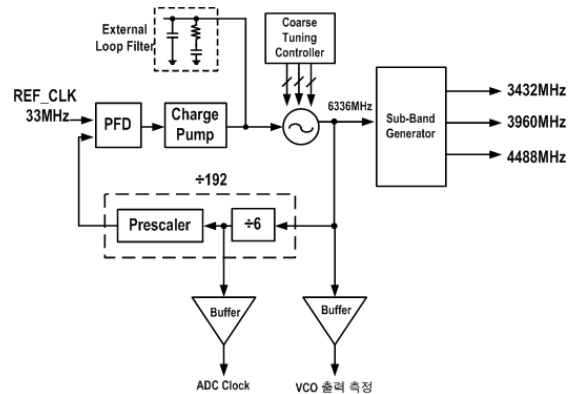 External
Loop Filter
Coarse
Tuning
Controller
REF_CLK
33MHz
PFD
Charge
Pump
6336MHz
Sub-Band
Generator
3432MHz
3960MHz
4488MHz
÷192
Prescaler
÷6
Buffer
Buffer
ADC Clock
VCO 출력 측정